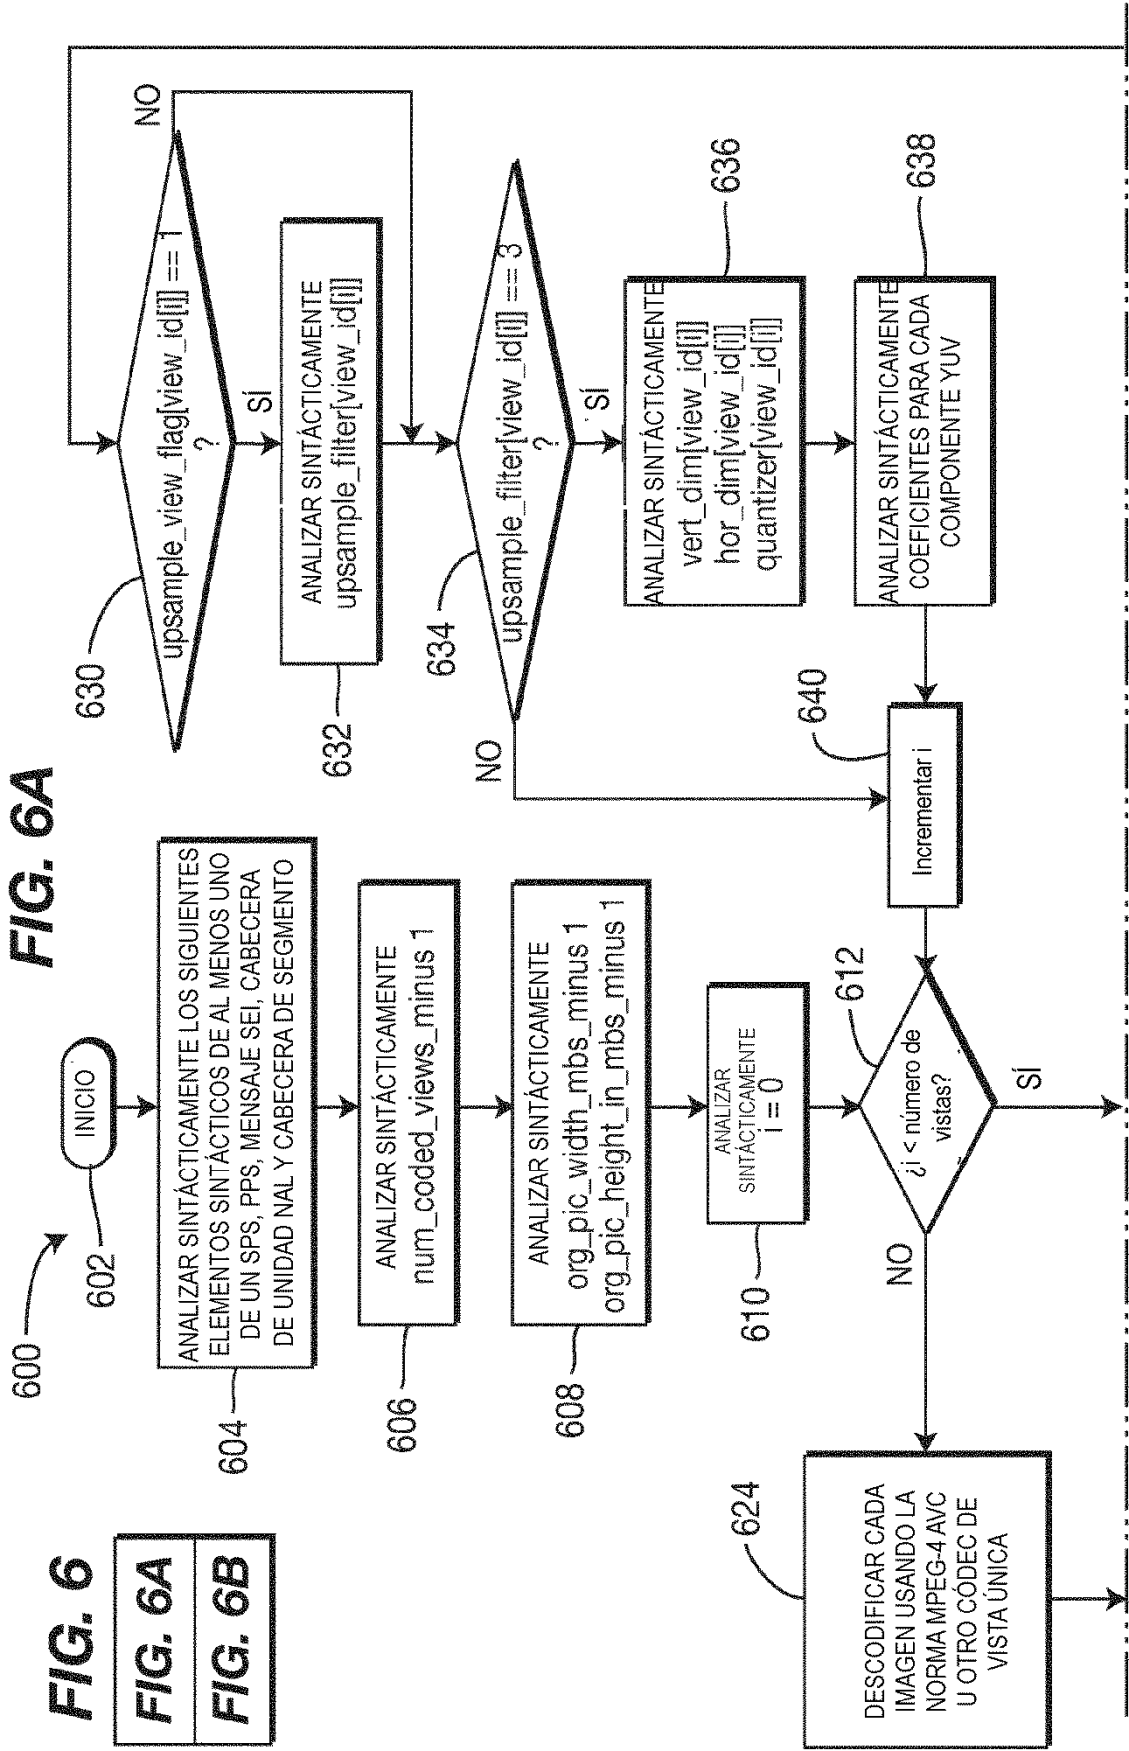 FIG. 6
FIG. 6A
FIG. 6B
FIG. 6A
600
INICIO
602
ANALIZAR SINTÁCTICAMENTE LOS SIGUIENTES
ELEMENTOS SINTÁCTICOS DE AL MENOS UNO
DE UN SPS, PPS, MENSAJE SEI, CABECERA
DE UNIDAD NAL Y CABECERA DE SEGMENTO
604
ANALIZAR SINTÁCTICAMENTE
num_coded_views_minus 1
606
ANALIZAR SINTÁCTICAMENTE
org_pic_width_mbs_minus 1
org_pic_height_in_mbs_minus 1
608
ANALIZAR
SINTÁCTICAMENTE
i = 0
610
¿i < número de
vistas?
612
NO
SÍ
DESCODIFICAR CADA
IMAGEN USANDO LA
NORMA MPEG-4 AVC
U OTRO CÓDEC DE
VISTA ÚNICA
624
upsample_view_flag[view_id[i]] == 1
?
630
NO
SÍ
ANALIZAR SINTÁCTICAMENTE
upsample_filter[view_id[i]]
632
upsample_filter[view_id[i]] == 3
?
634
NO
SÍ
ANALIZAR SINTÁCTICAMENTE
vert_dim[view_id[i]]
hor_dim[view_id[i]]
quantizer[view_id[i]]
636
ANALIZAR SINTÁCTICAMENTE
COEFICIENTES PARA CADA
COMPONENTE YUV
638
Incrementar i
640